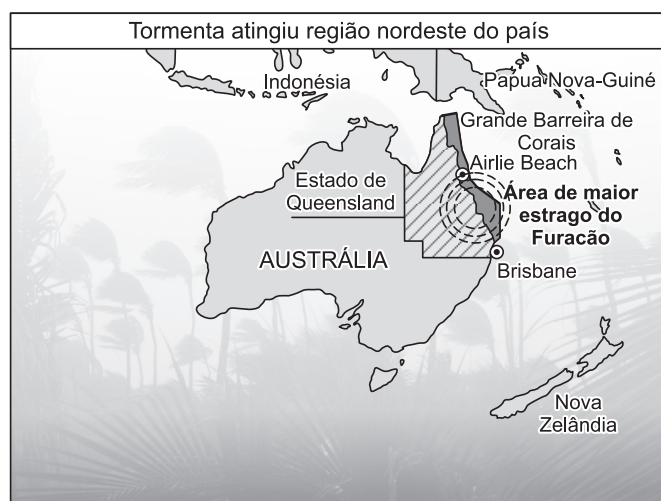 Tormenta atingiu região nordeste do país
Indonésia
Papua Nova-Guiné
Grande Barreira de
Corais
Airlie Beach
Estado de
Queensland
Área de maior
estrago do
Furacão
AUSTRÁLIA
Brisbane
Nova
Zelândia